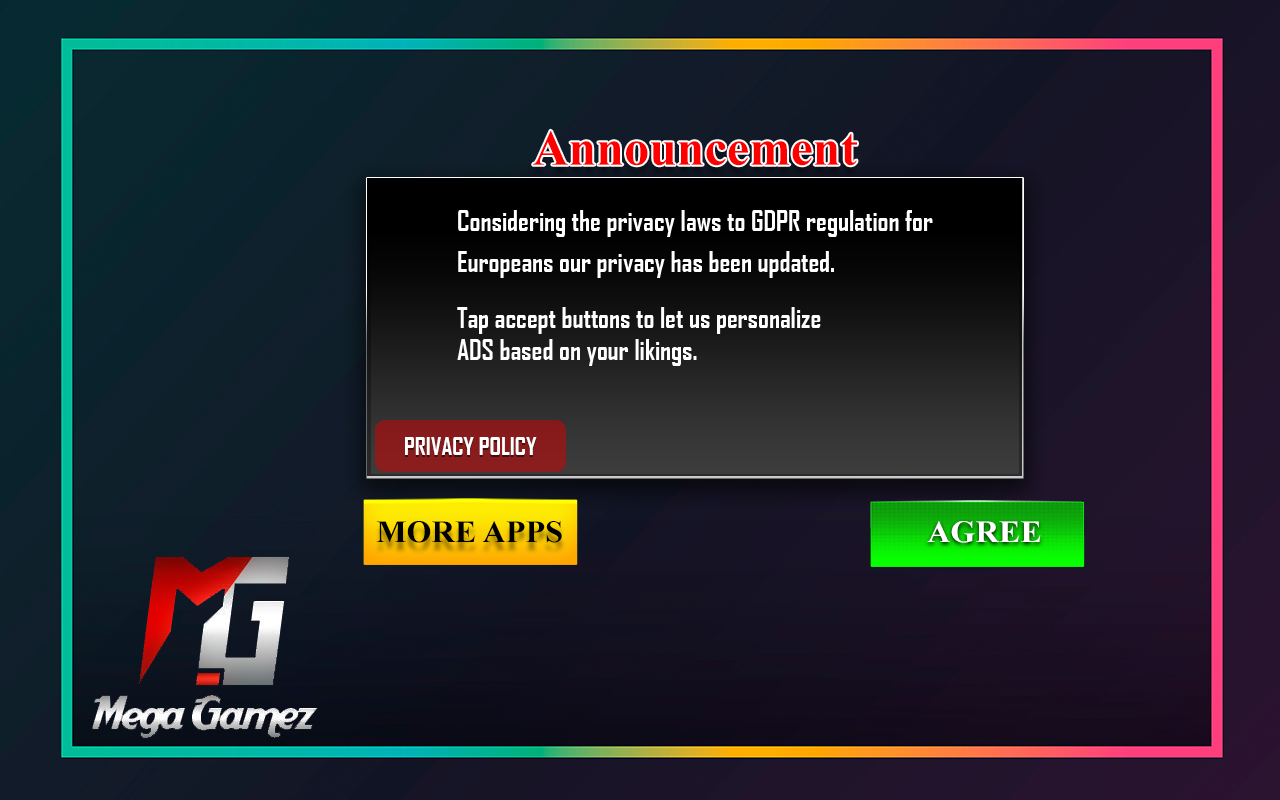 Announcement
Considering the privacy laws to GDPR regulation for
Europeans our privacy has been updated.
Tap accept buttons to let us personalize
ADS based on your likings.
PRIVACY POLICY
MORE APPS
AGREE
MG
Mega Gamez